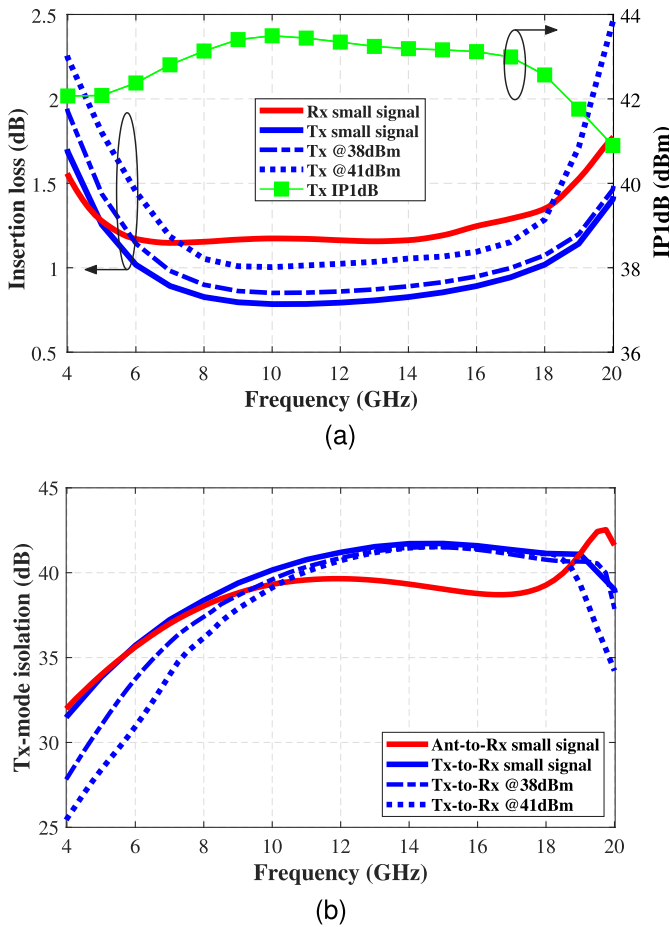 2.5
2
1.5
1
0.5
Insertion loss (dB)
44
42
40
38
36
IP1dB (dBm)
Rx small signal
Tx small signal
Tx @38dBm
Tx @41dBm
Tx IP1dB
4 6 8 10 12 14 16 18 20
Frequency (GHz)
(a)
45
40
35
30
25
Tx-mode isolation (dB)
Ant-to-Rx small signal
Tx-to-Rx small signal
Tx-to-Rx @38dBm
Tx-to-Rx @41dBm
4 6 8 10 12 14 16 18 20
Frequency (GHz)
(b)